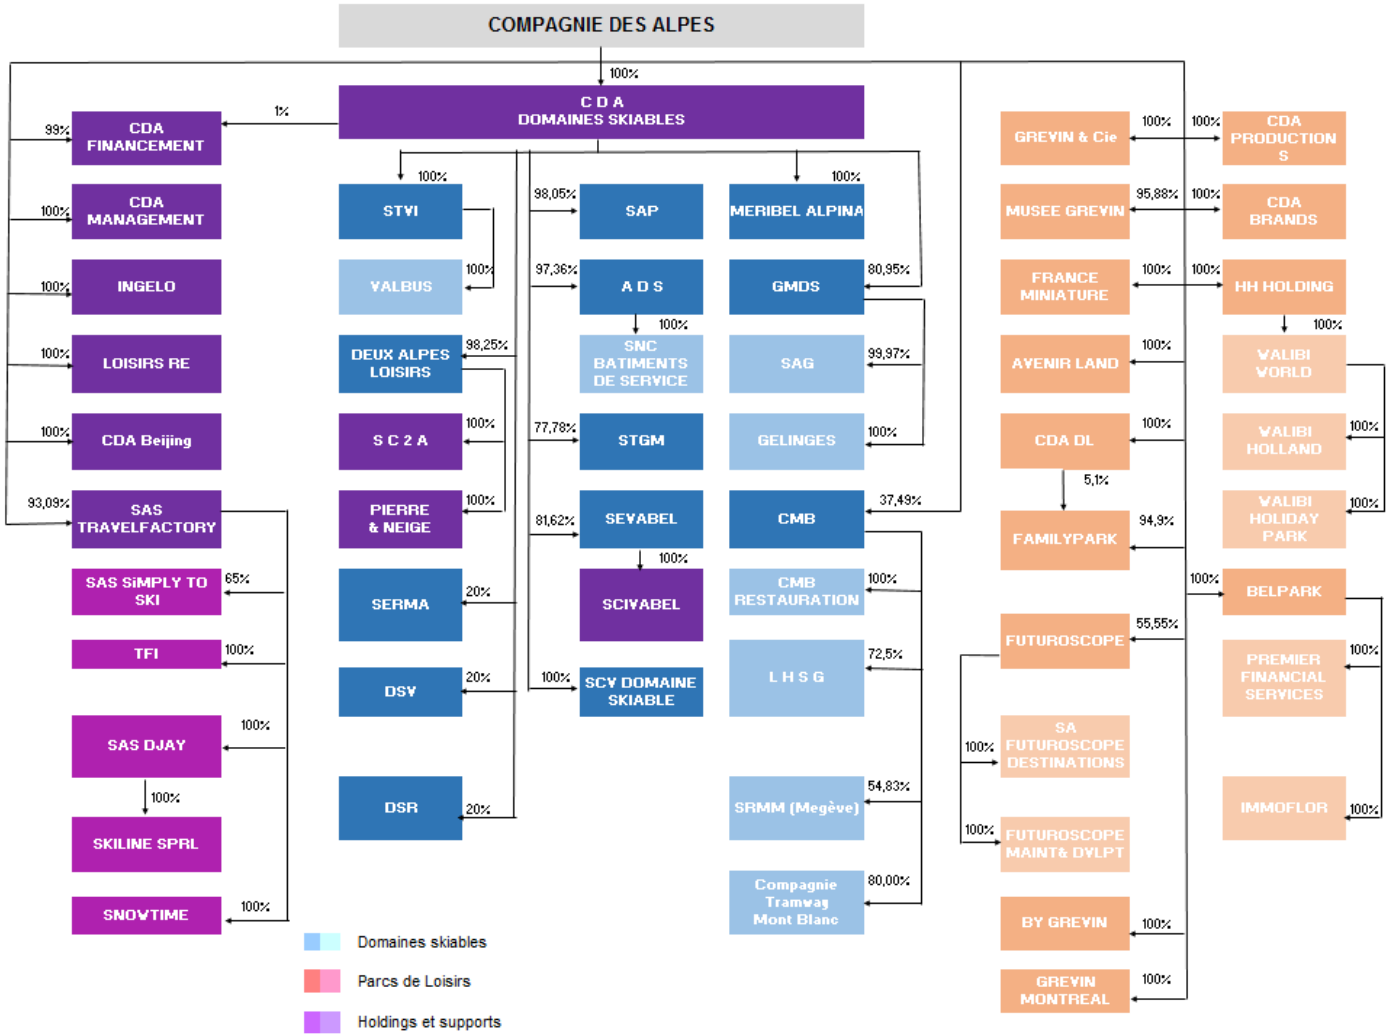 COMPAGNIE DES ALPES
100%
C D A
DOMAINES SKIABLES
1%
99%
CDA
FINANCEMENT
100%
CDA
MANAGEMENT
100%
INGELO
100%
LOISIRS RE
100%
CDA Beijing
93,09%
SAS
TRAVELFACTORY
SAS SiMPLY TO
SKI
65%
TFI
100%
SAS DJAY
100%
100%
SKILINE SPRL
SNOWTIME
100%
100%
STVI
VALBUS
100%
DEUX ALPES
LOISIRS
98,25%
S C 2 A
100%
PIERRE
& NEIGE
100%
SERMA
20%
DSV
20%
DSR
20%
98,05%
SAP
97,36%
A D S
100%
SNC
BATIMENTS
DE SERVICE
77,78%
STGM
81,62%
SEVABEL
100%
SCIVABEL
100%
SCV DOMAINE
SKIABLE
100%
MERIBEL ALPINA
GMDS
80,95%
SAG
99,97%
GELINGES
100%
CMB
37,49%
CMB
RESTAURATION
100%
L H S G
72,5%
SRMM (Megève)
54,83%
Compagnie
Tramway
Mont Blanc
80,00%
GREVIN & Cie
100%
MUSEE GREVIN
95,88%
FRANCE
MINIATURE
100%
AVENIR LAND
100%
CDA DL
100%
5,1%
FAMILYPARK
94,9%
FUTUROSCOPE
55,55%
100%
SA
FUTUROSCOPE
DESTINATIONS
100%
FUTUROSCOPE
MAINT& DVLPT
BY GREVIN
100%
GREVIN
MONTREAL
100%
100%
CDA
PRODUCTION
S
100%
CDA
BRANDS
100%
HH HOLDING
100%
WALIBI
WORLD
WALIBI
HOLLAND
100%
WALIBI
HOLIDAY
PARK
100%
100%
BELPARK
PREMIER
FINANCIAL
SERVICES
100%
IMMOFLOR
100%
Domaines skiables
Parcs de Loisirs
Holdings et supports